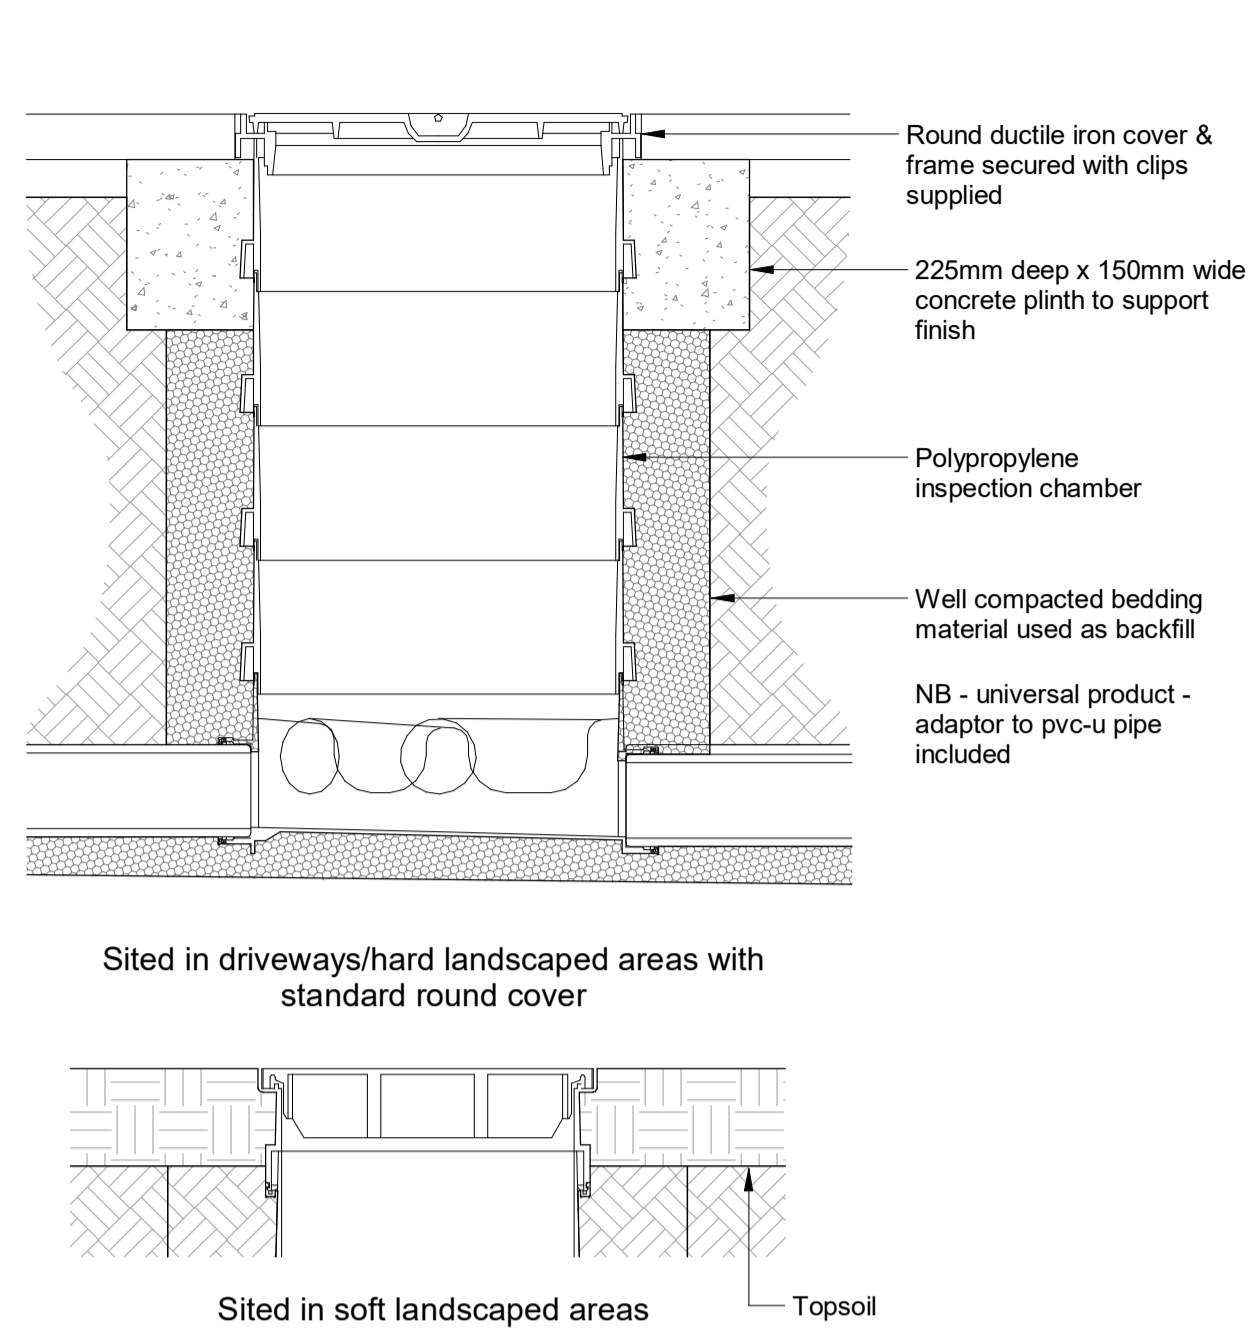 Round ductile iron cover &
frame secured with clips
supplied
225mm deep x 150mm wide
concrete plinth to support
finish
Polypropylene
inspection chamber
Well compacted bedding
material used as backfill
NB - universal product -
adaptor to pvc-u pipe
included
Sited in driveways/hard landscaped areas with
standard round cover
Sited in soft landscaped areas
Topsoil